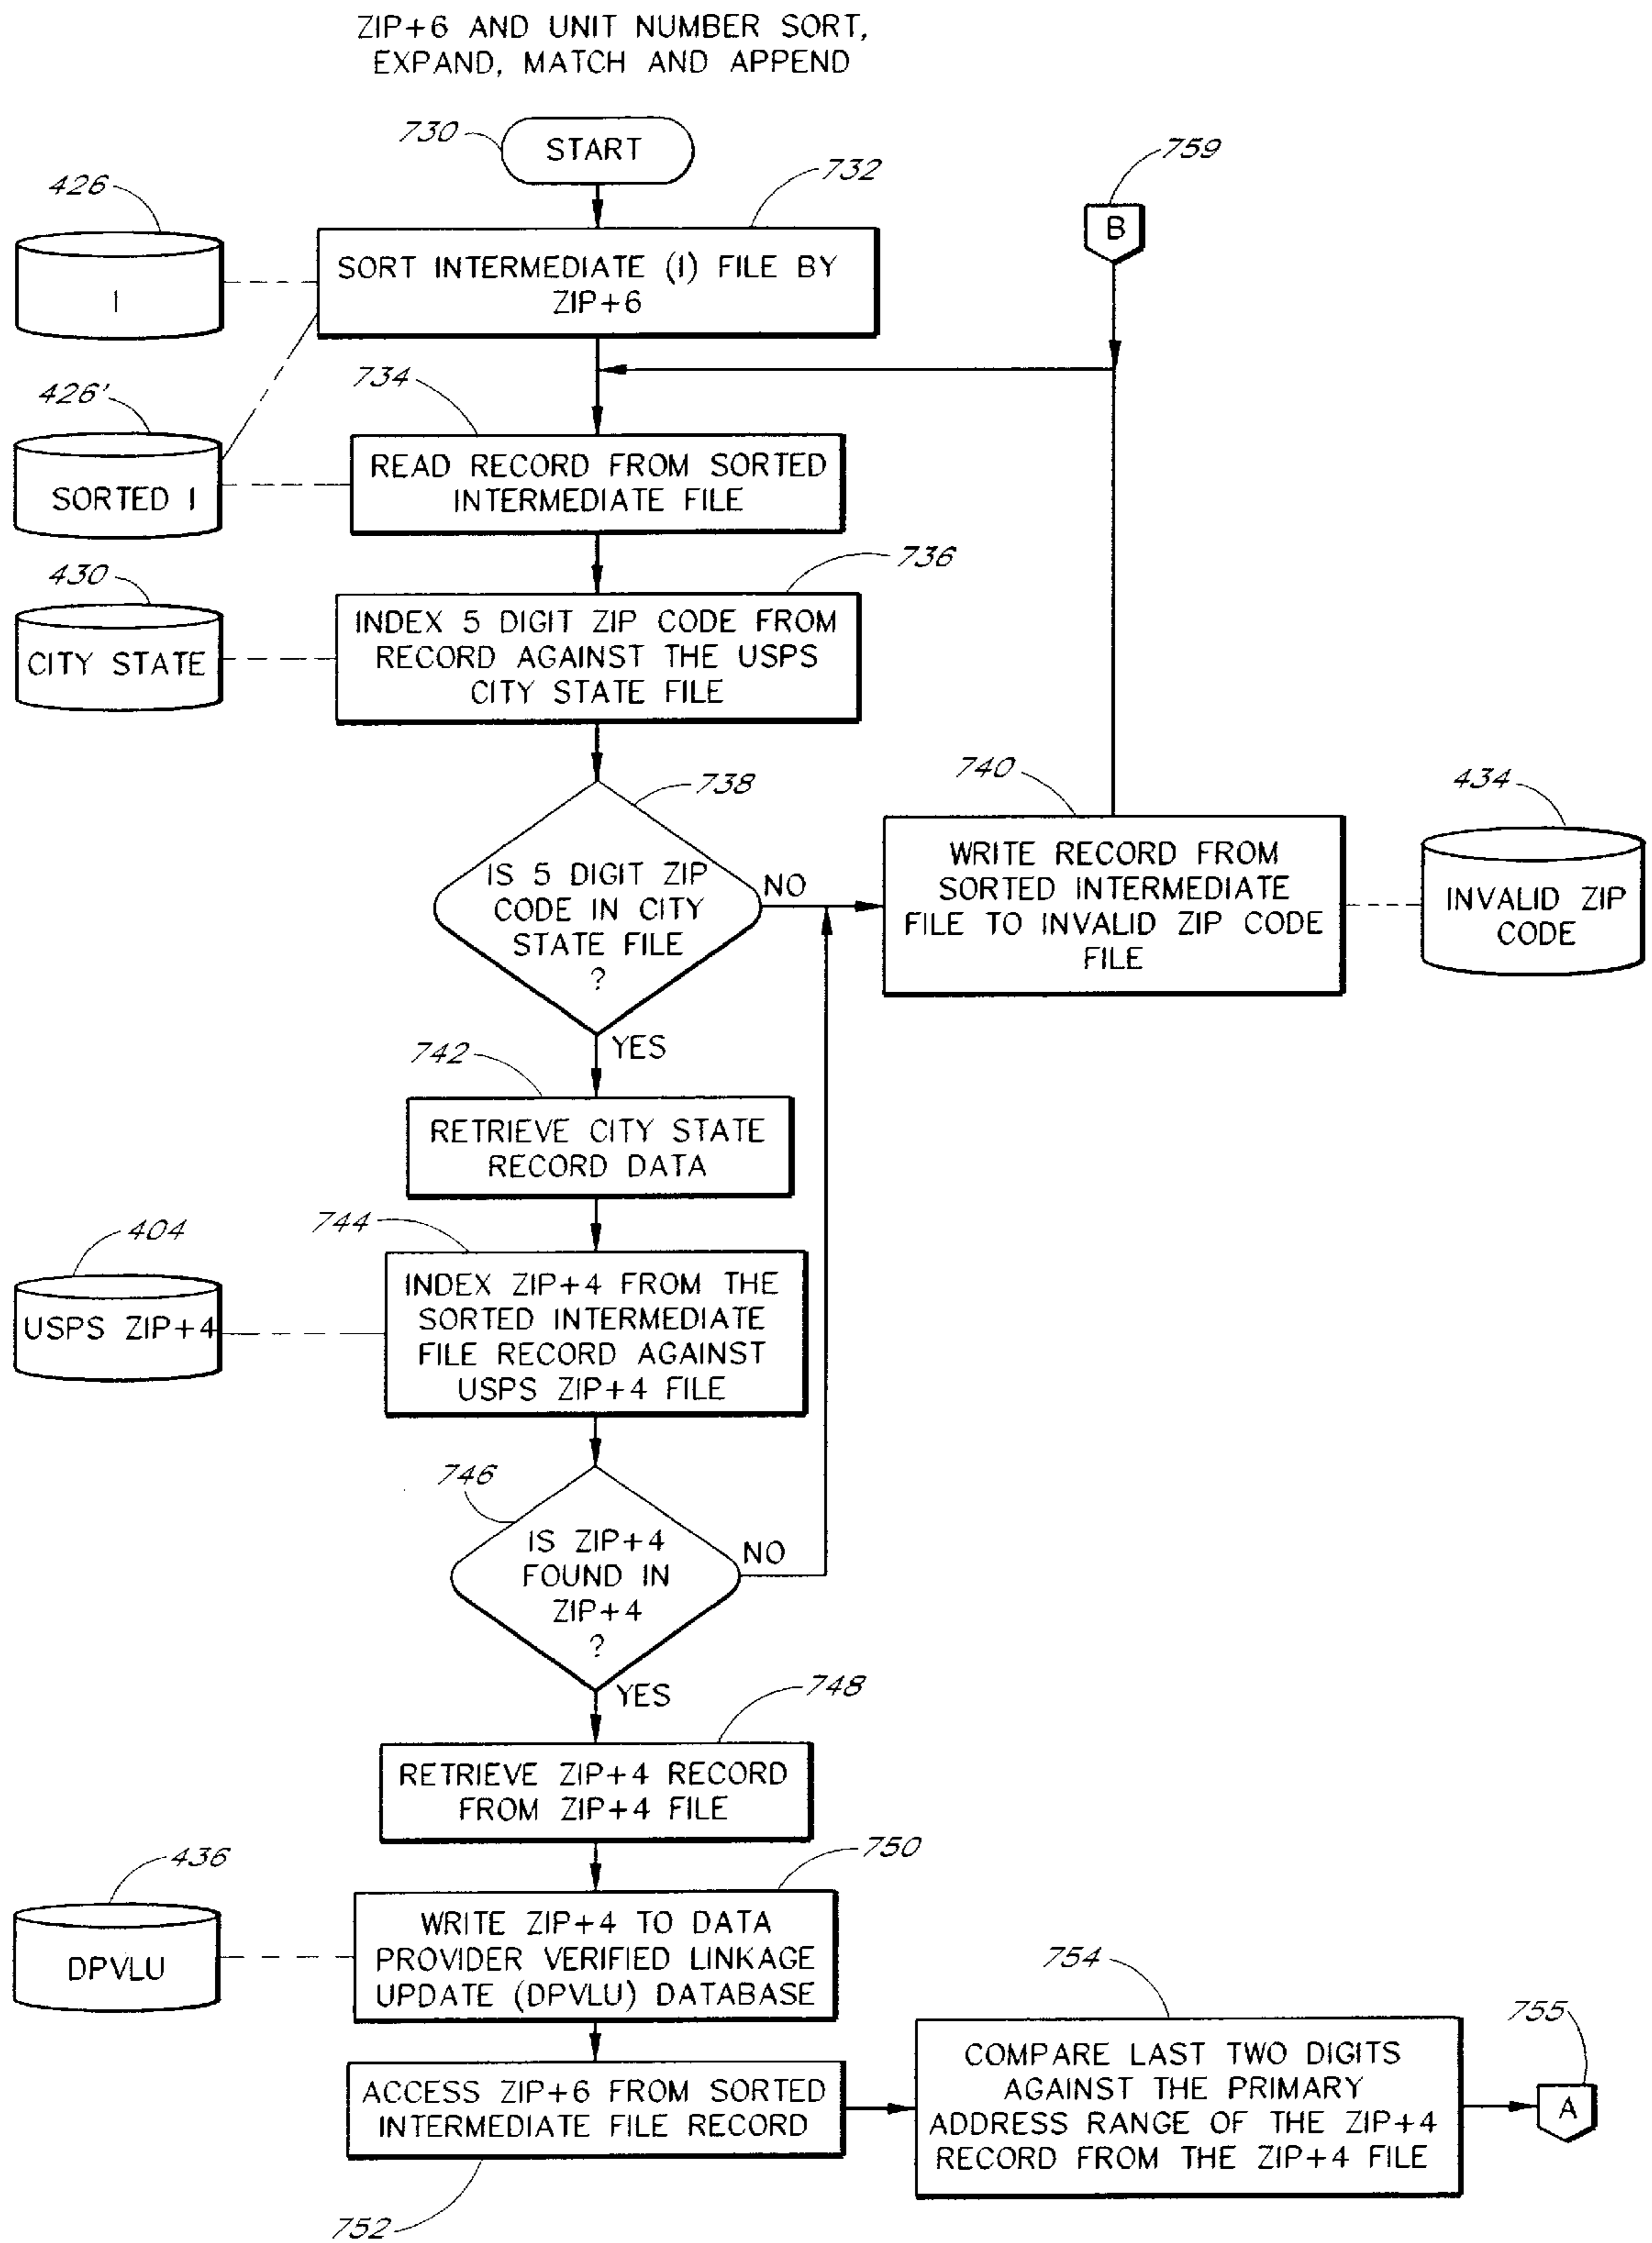 ZIP+6 AND UNIT NUMBER SORT,
EXPAND, MATCH AND APPEND
730
START
732
759
B
426
I
SORT INTERMEDIATE (I) FILE BY
ZIP+6
734
426'
SORTED I
READ RECORD FROM SORTED
INTERMEDIATE FILE
736
430
CITY STATE
INDEX 5 DIGIT ZIP CODE FROM
RECORD AGAINST THE USPS
CITY STATE FILE
738
IS 5 DIGIT ZIP
CODE IN CITY
STATE FILE
?
NO
740
WRITE RECORD FROM
SORTED INTERMEDIATE
FILE TO INVALID ZIP CODE
FILE
434
INVALID ZIP
CODE
YES
742
RETRIEVE CITY STATE
RECORD DATA
744
404
USPS ZIP+4
INDEX ZIP+4 FROM THE
SORTED INTERMEDIATE
FILE RECORD AGAINST
USPS ZIP+4 FILE
746
IS ZIP+4
FOUND IN
ZIP+4
?
NO
YES
748
RETRIEVE ZIP+4 RECORD
FROM ZIP+4 FILE
750
436
DPVLU
WRITE ZIP+4 TO DATA
PROVIDER VERIFIED LINKAGE
UPDATE (DPVLU) DATABASE
752
ACCESS ZIP+6 FROM SORTED
INTERMEDIATE FILE RECORD
754
COMPARE LAST TWO DIGITS
AGAINST THE PRIMARY
ADDRESS RANGE OF THE ZIP+4
RECORD FROM THE ZIP+4 FILE
755
A